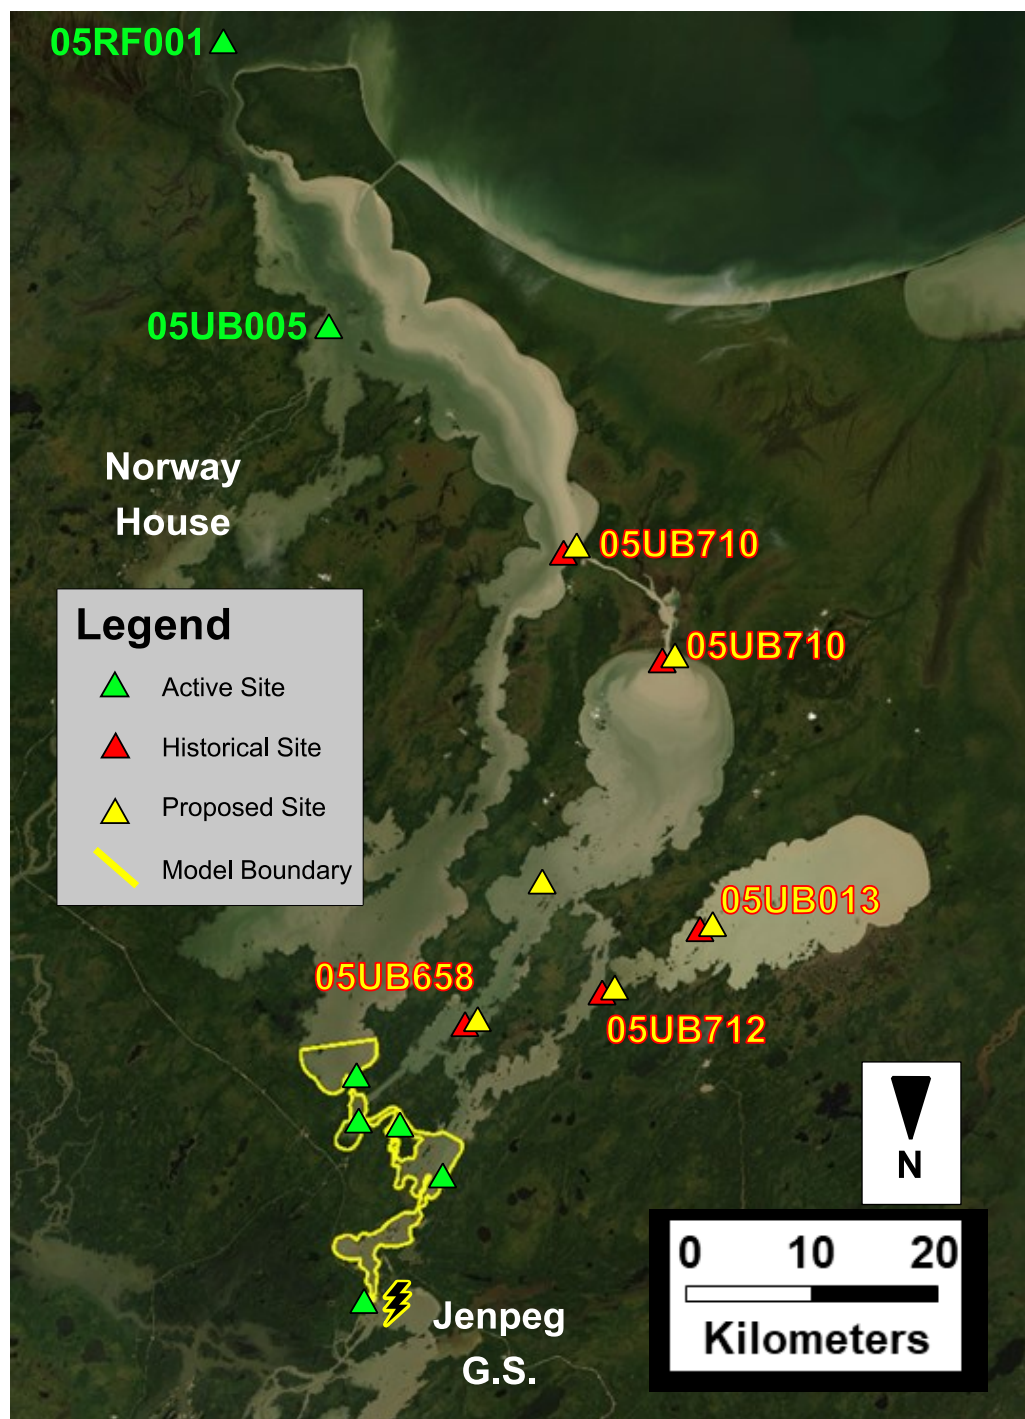 05RF001
05UB005
Norway
House
05UB710
05UB710
Legend
Active Site
Historical Site
Proposed Site
Model Boundary
05UB013
05UB658
05UB712
N
0 10 20
Kilometers
Jenpeg
G.S.